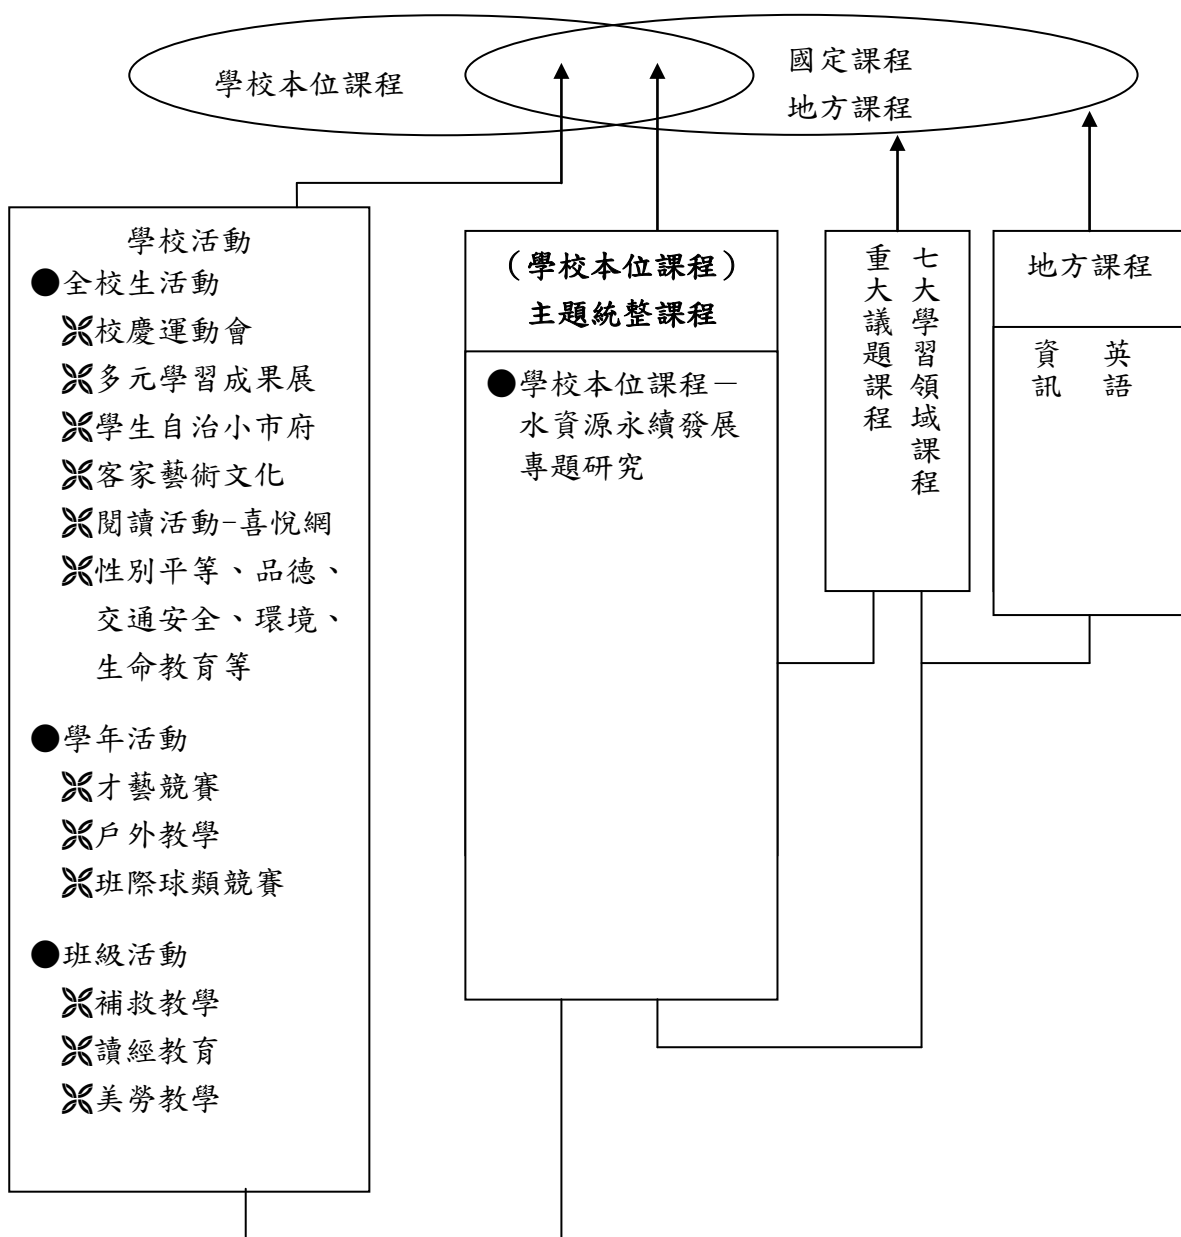 學校本位課程
國定課程
地方課程
學校活動
●全校生活動
校慶運動會
多元學習成果展
學生自治小市府
客家藝術文化
閱讀活動-喜悅網
性別平等、品德、
交通安全、環境、
生命教育等
●學年活動
才藝競賽
戶外教學
班際球類競賽
●班級活動
補救教學
讀經教育
美勞教學
（學校本位課程）
主題統整課程
●學校本位課程－
水資源永續發展
專題研究
七大學習領域課程
重大議題課程
地方課程
英語
資訊